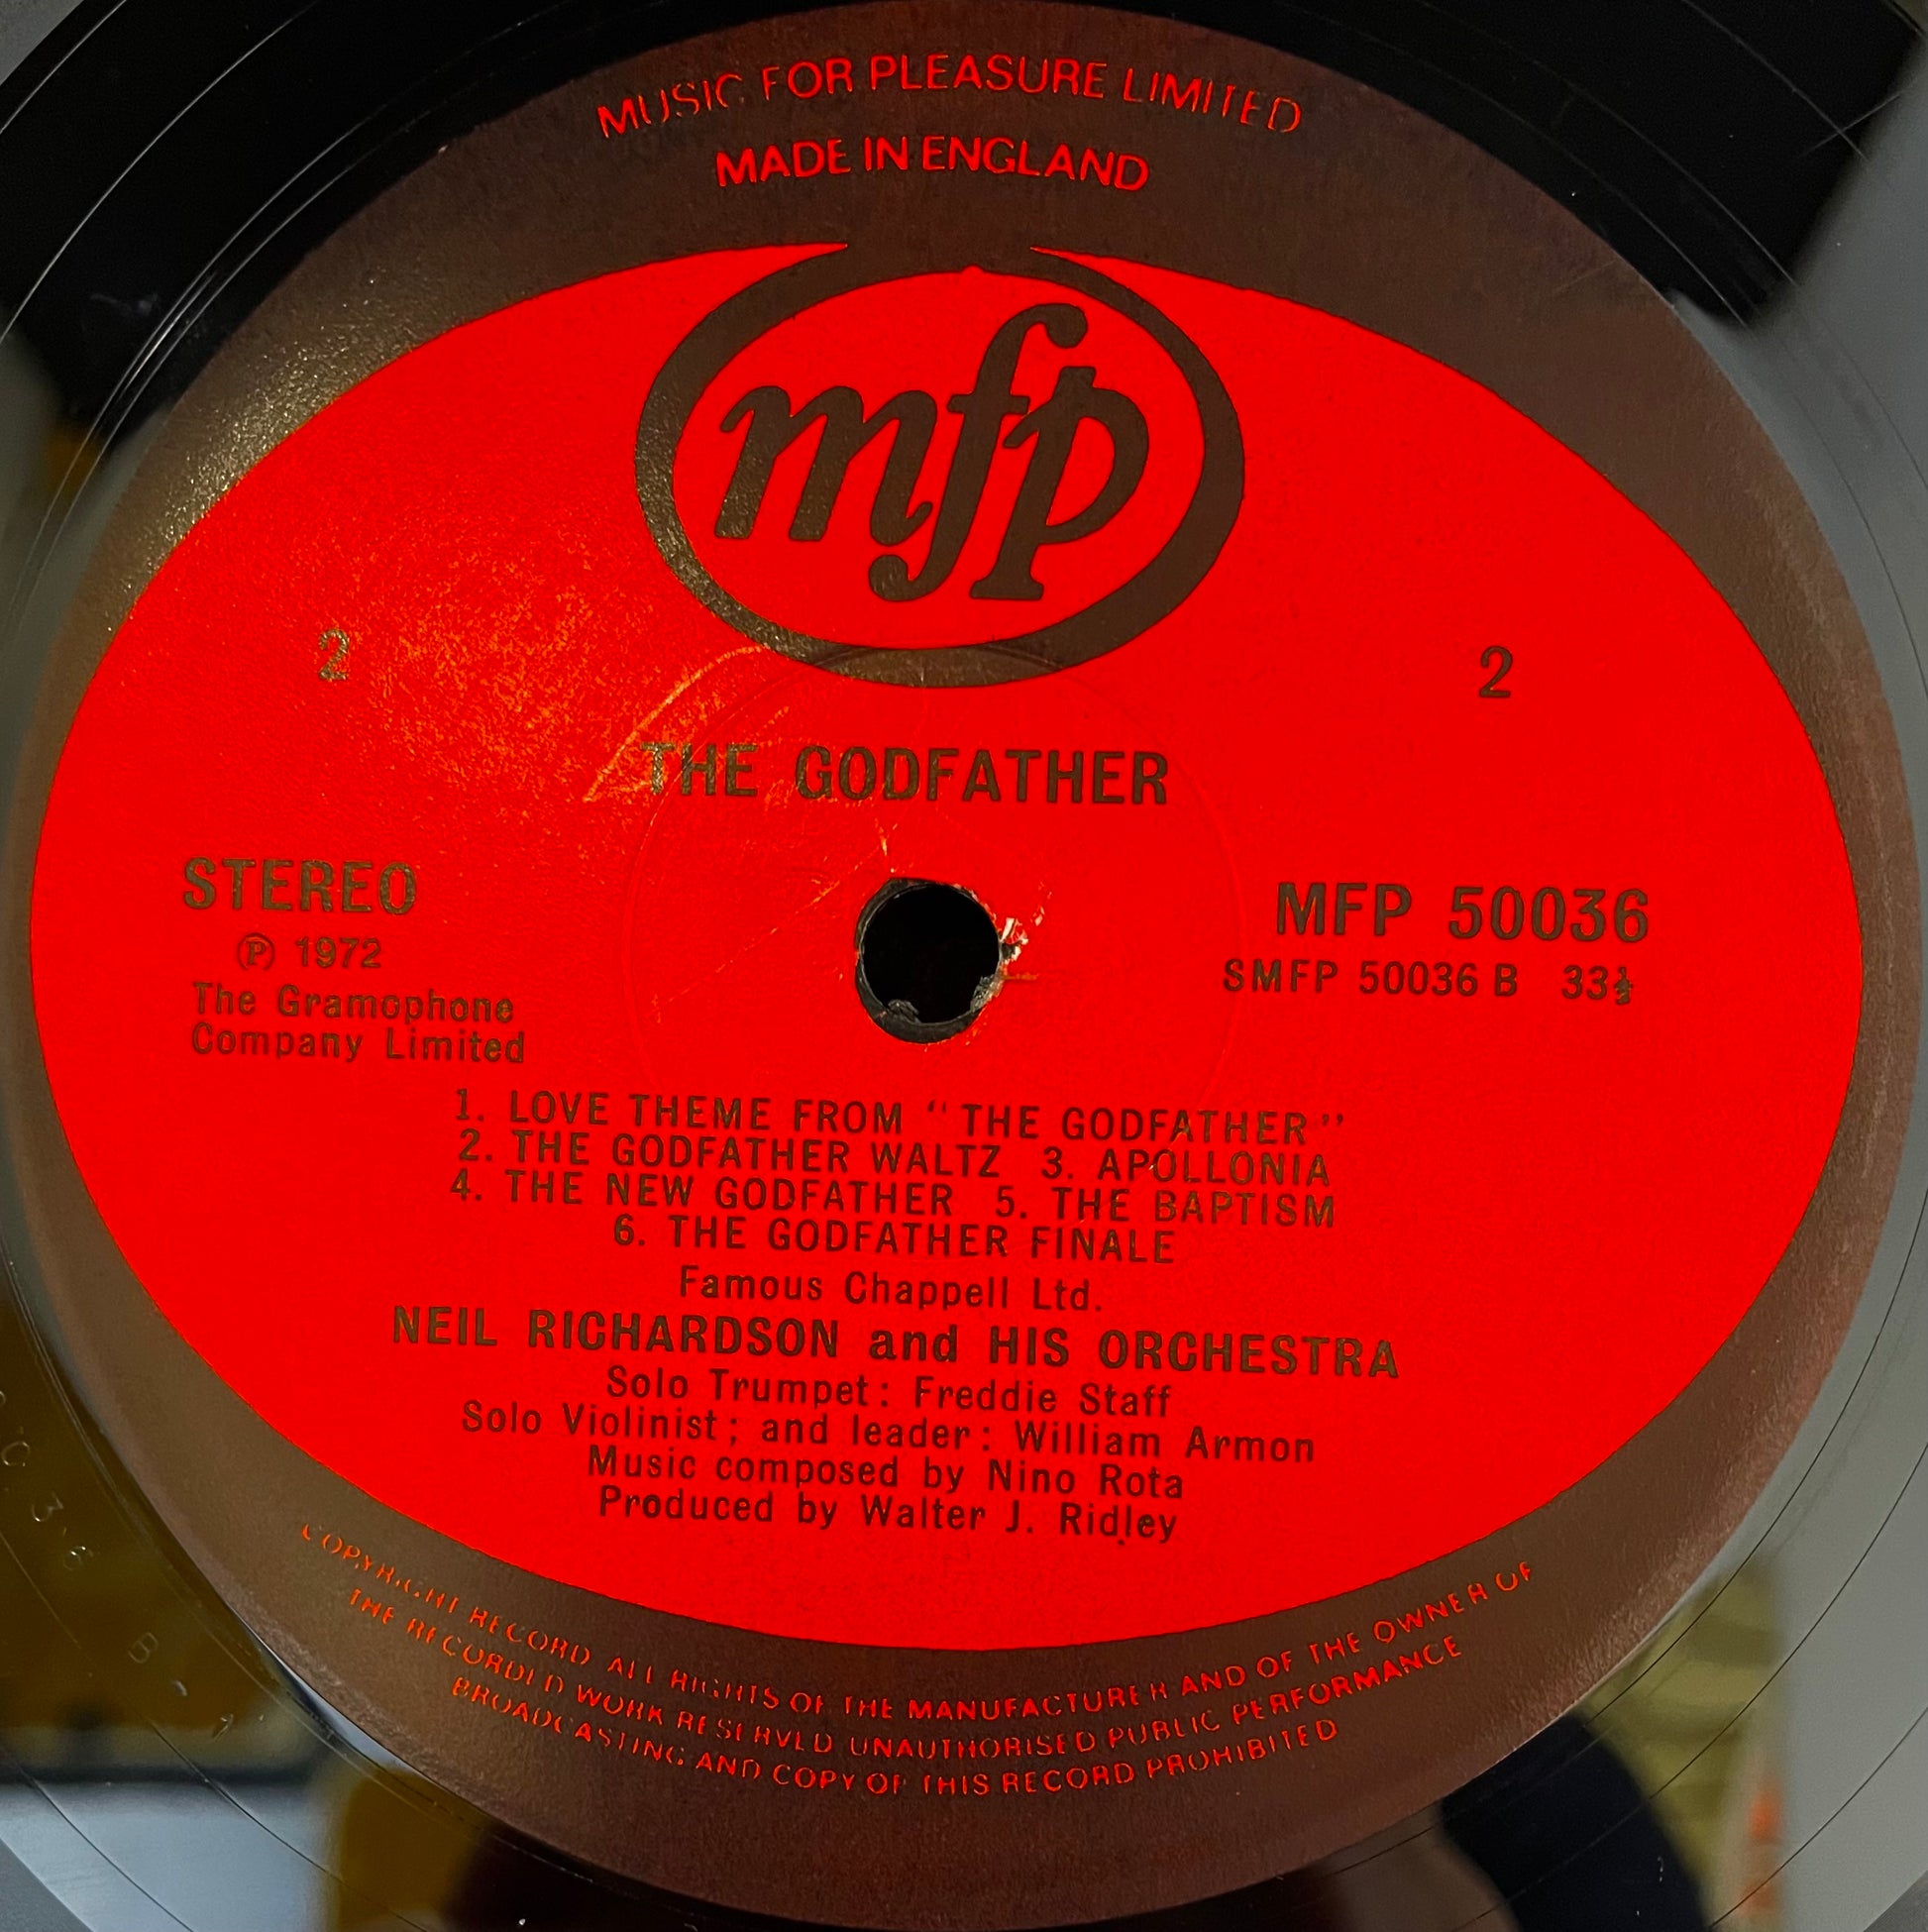 MUSIC FOR PLEASURE LIMITED
MADE IN ENGLAND
mfp
2 2
THE GODFATHER
STEREO
Ⓟ 1972
The Gramophone
Company Limited
MFP 50036
SMFP 50036 B 33⅓
1. LOVE THEME FROM “THE GODFATHER”
2. THE GODFATHER WALTZ 3. APOLLONIA
4. THE NEW GODFATHER 5. THE BAPTISM
6. THE GODFATHER FINALE
Famous Chappell Ltd.
NEIL RICHARDSON and HIS ORCHESTRA
Solo Trumpet: Freddie Staff
Solo Violinist; and leader: William Armon
Music composed by Nino Rota
Produced by Walter J. Ridley
COPYRIGHT RECORD ALL RIGHTS OF THE MANUFACTURER AND OF THE OWNER OF
THE RECORDED WORK RESERVED UNAUTHORISED PUBLIC PERFORMANCE
BROADCASTING AND COPY OF THIS RECORD PROHIBITED